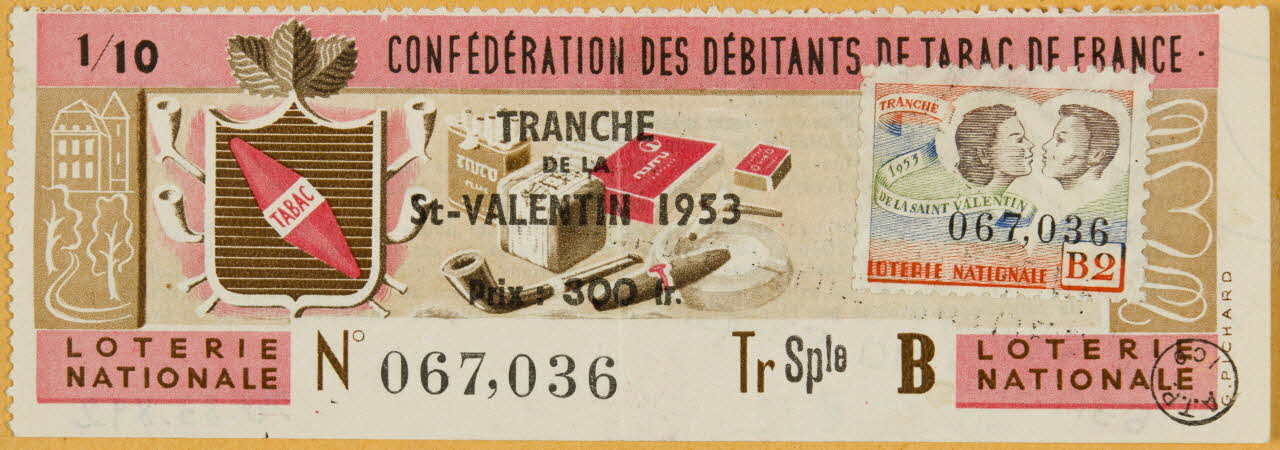 1/10
CONFÉDÉRATION DES DÉBITANTS DE TABAC DE FRANCE
TABAC
TRANCHE
DE LA
St-VALENTIN 1953
Prix : 300 fr.
TRANCHE
1953
DE LA SAINT VALENTIN
067,036
LOTERIE NATIONALE
B2
LOTERIE
NATIONALE
N° 067,036
Tr Sple B
LOTERIE
NATIONALE
G. PICHARD